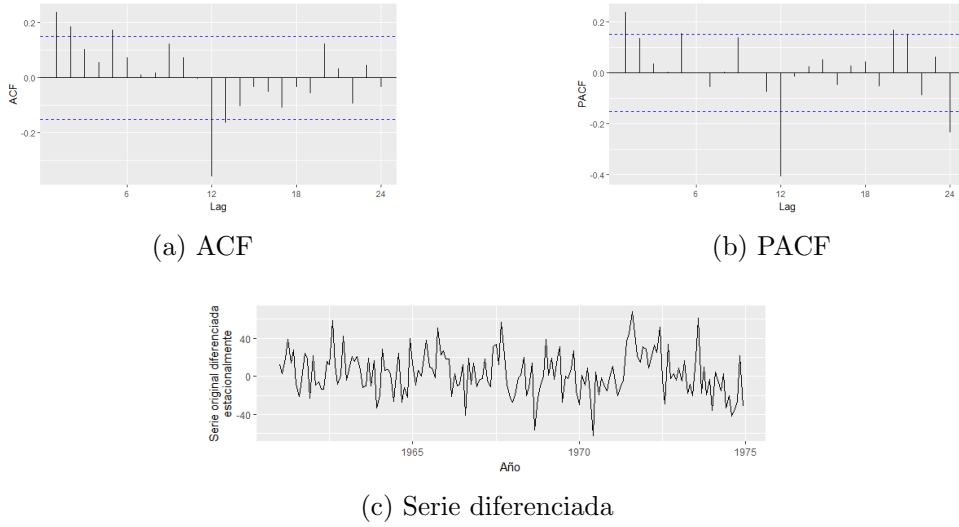 0.2
0.0
-0.2
ACF
6
12
18
24
Lag
(a) ACF
0.2
0.0
-0.2
-0.4
PACF
6
12
18
24
Lag
(b) PACF
Serie original diferenciada
estacionalmente
40
0
-40
1965
1970
1975
Año
(c) Serie diferenciada